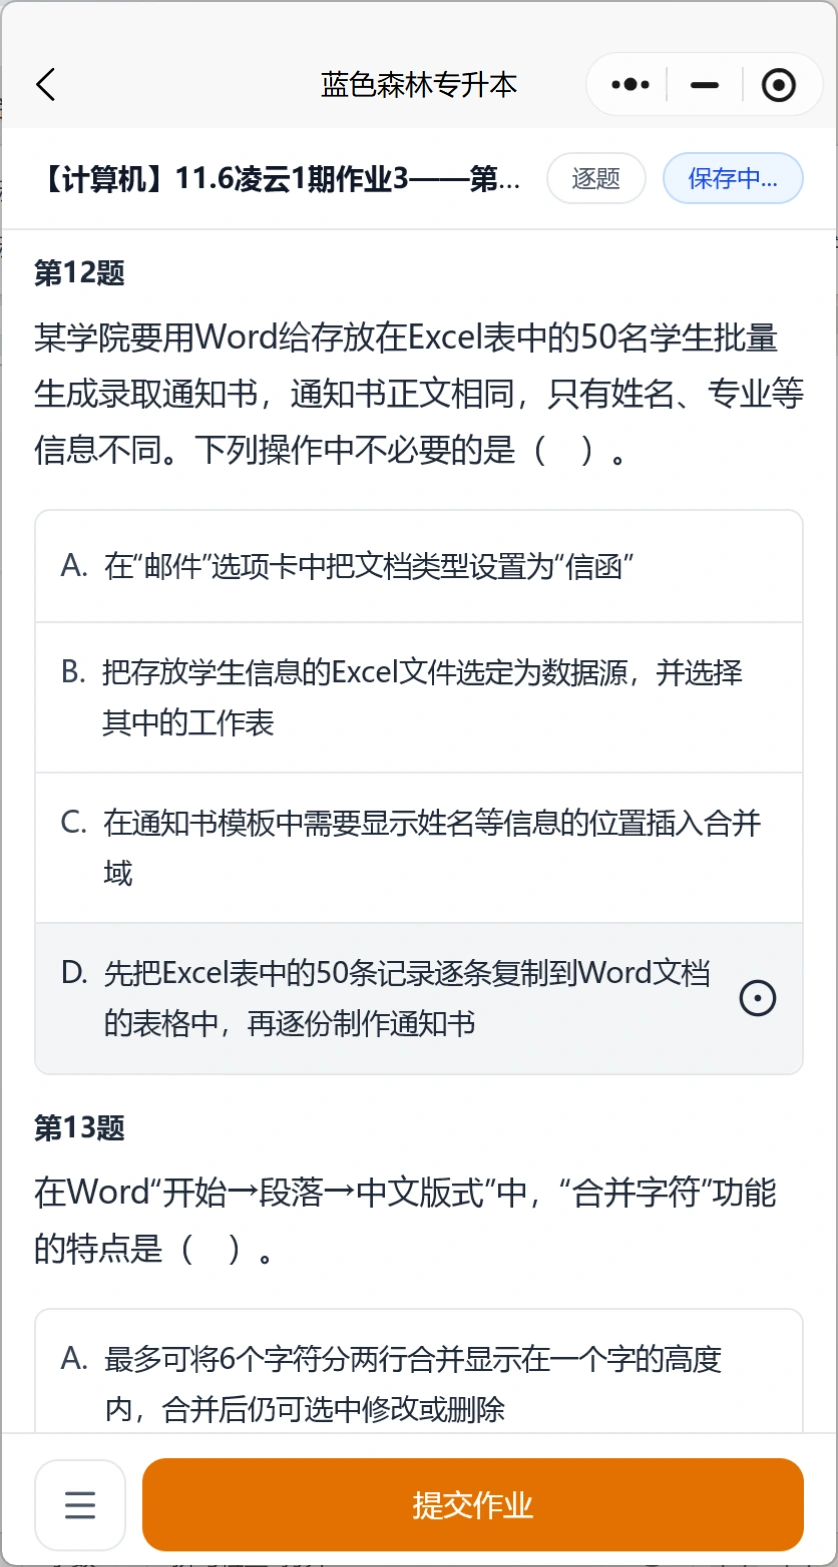 蓝色森林专升本
【计算机】11.6凌云1期作业3——第...
逐题
保存中...
第12题
某学院要用Word给存放在Excel表中的50名学生批量
生成录取通知书，通知书正文相同，只有姓名、专业等
信息不同。下列操作中不必要的是（　）。
A. 在“邮件”选项卡中把文档类型设置为“信函”
B. 把存放学生信息的Excel文件选定为数据源，并选择
其中的工作表
C. 在通知书模板中需要显示姓名等信息的位置插入合并
域
D. 先把Excel表中的50条记录逐条复制到Word文档
的表格中，再逐份制作通知书
第13题
在Word“开始→段落→中文版式”中，“合并字符”功能
的特点是（　）。
A. 最多可将6个字符分两行合并显示在一个字的高度
内，合并后仍可选中修改或删除
提交作业